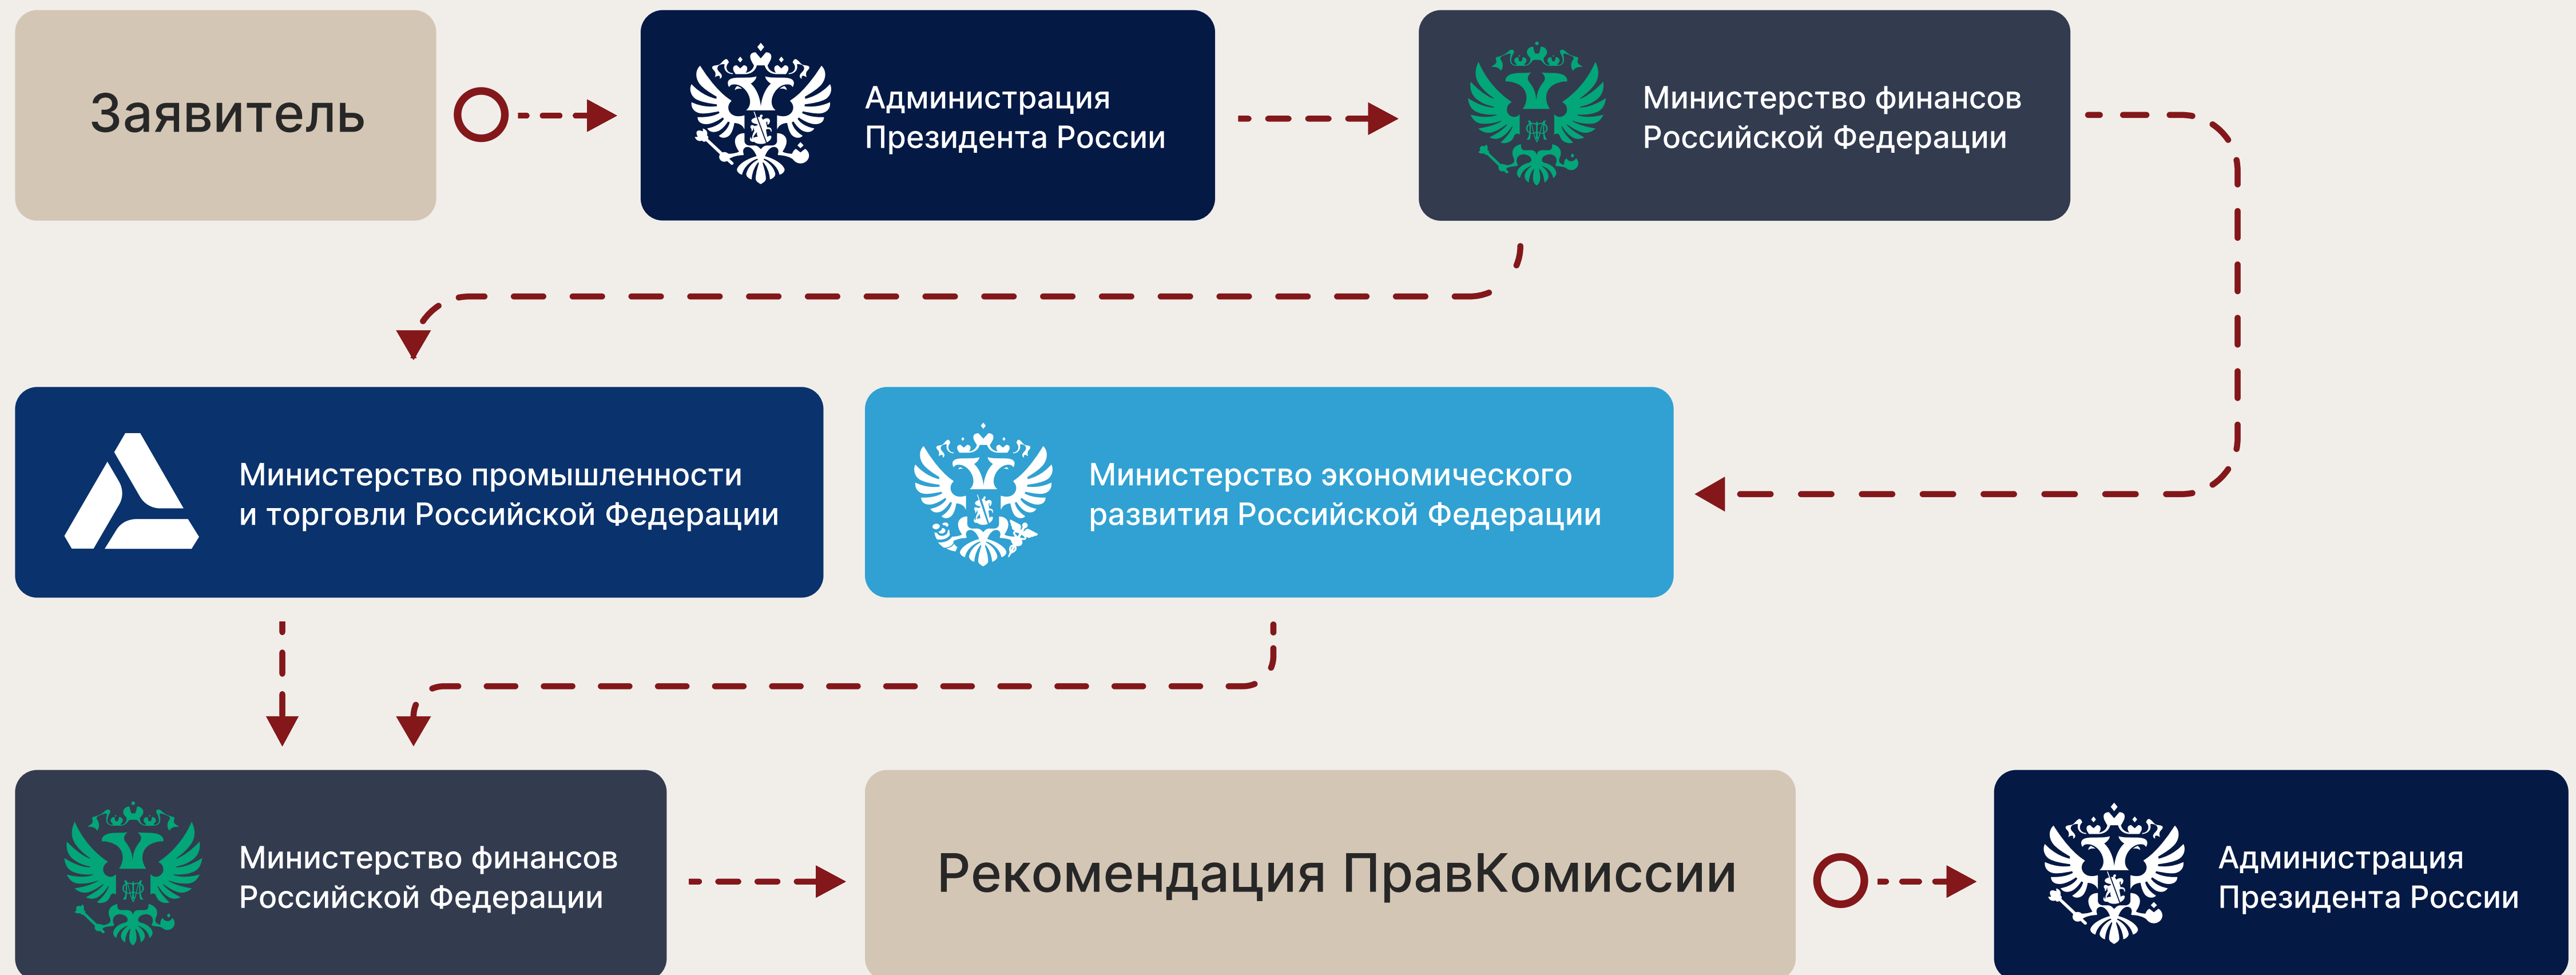 Заявитель
Администрация
Президента России
Министерство финансов
Российской Федерации
Министерство промышленности
и торговли Российской Федерации
Министерство экономического
развития Российской Федерации
Министерство финансов
Российской Федерации
Рекомендация ПравКомиссии
Администрация
Президента России